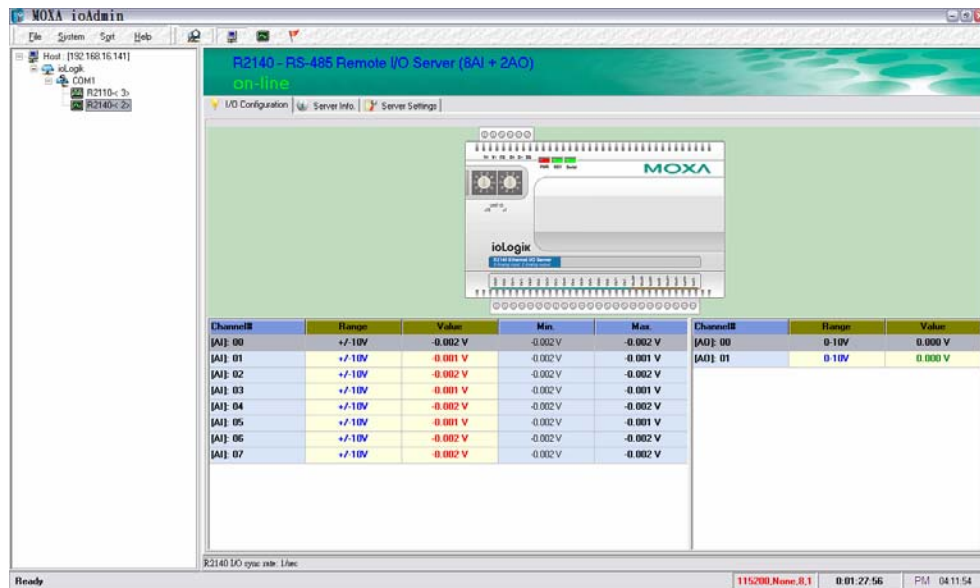 MOXA ioAdmin
File System Sort Help
Host : [192.168.16.141]
ioLogik
COM1
R2110-< 3>
R2140-< 2>
R2140 - RS-485 Remote I/O Server (8AI + 2AO)
on-line
I/O Configuration Server Info. Server Settings
MOXA
ioLogik
Channel# Range Value Min. Max. Channel# Range Value
[AI]: 00 +/-10V -0.002 V -0.002 V -0.002 V [AO]: 00 0-10V 0.000 V
[AI]: 01 +/-10V -0.001 V -0.002 V -0.001 V [AO]: 01 0-10V 0.000 V
[AI]: 02 +/-10V -0.002 V -0.002 V -0.001 V
[AI]: 03 +/-10V -0.001 V -0.002 V -0.001 V
[AI]: 04 +/-10V -0.002 V -0.002 V -0.002 V
[AI]: 05 +/-10V -0.001 V -0.002 V -0.001 V
[AI]: 06 +/-10V -0.002 V -0.002 V -0.002 V
[AI]: 07 +/-10V -0.002 V -0.002 V -0.002 V
R2140 I/O sync rate: 1/sec
Ready 115200,None,8,1 0:01:27:56 PM 04:11:54